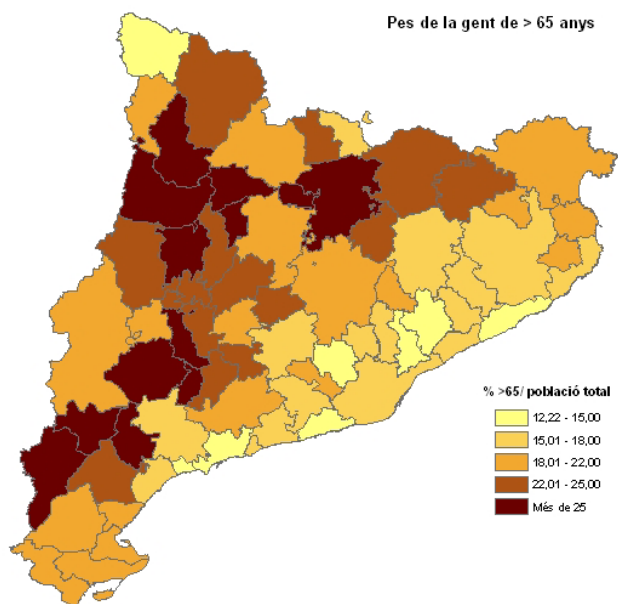 Pes de la gent de > 65 anys
% >65/ població total
12,22 - 15,00
15,01 - 18,00
18,01 - 22,00
22,01 - 25,00
Més de 25